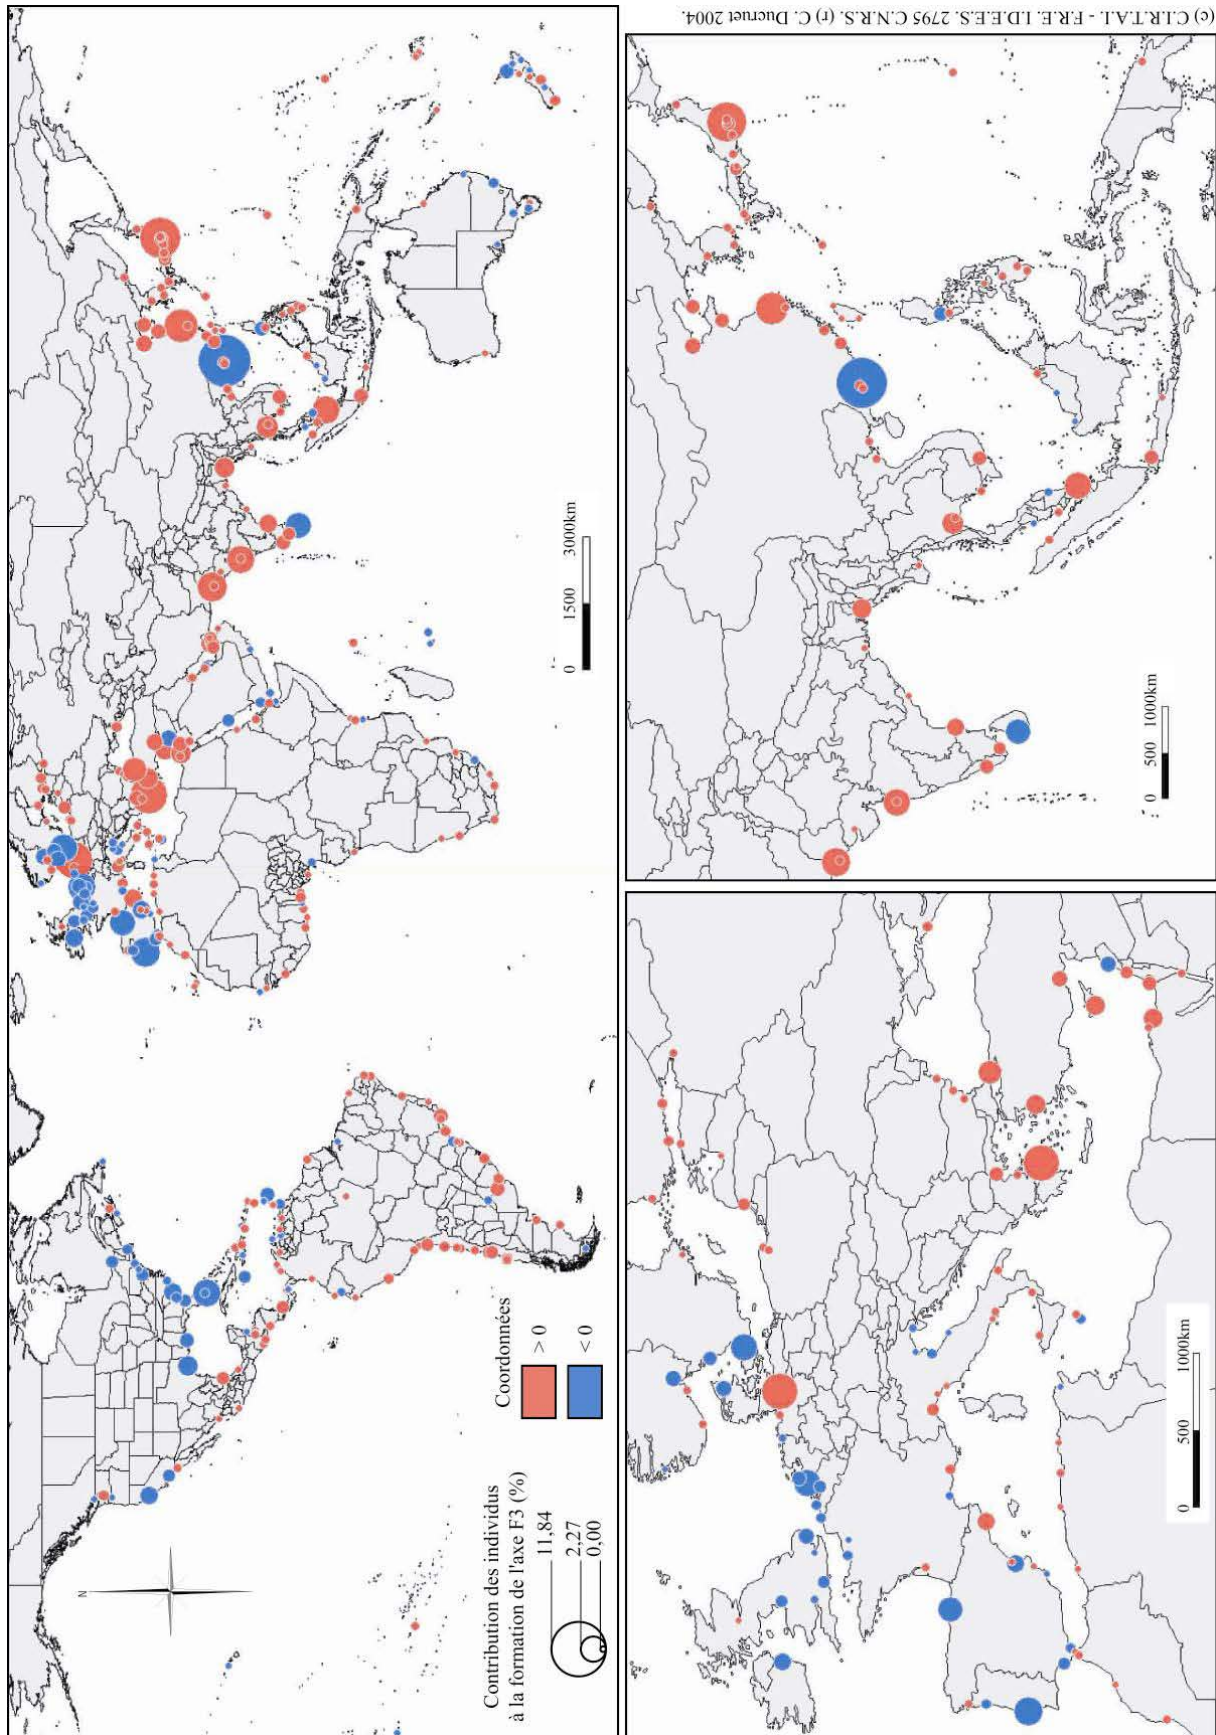 (c) C.I.R.T.A.I. - F.R.E. I.D.E.E.S. 2795 C.N.R.S. (r) C. Ducruet 2004.
N
0 1500 3000km
Contribution des individus
à la formation de l'axe F3 (%)
11,84
2,27
0,00
Coordonnées
> 0
< 0
0 500 1000km
0 500 1000km